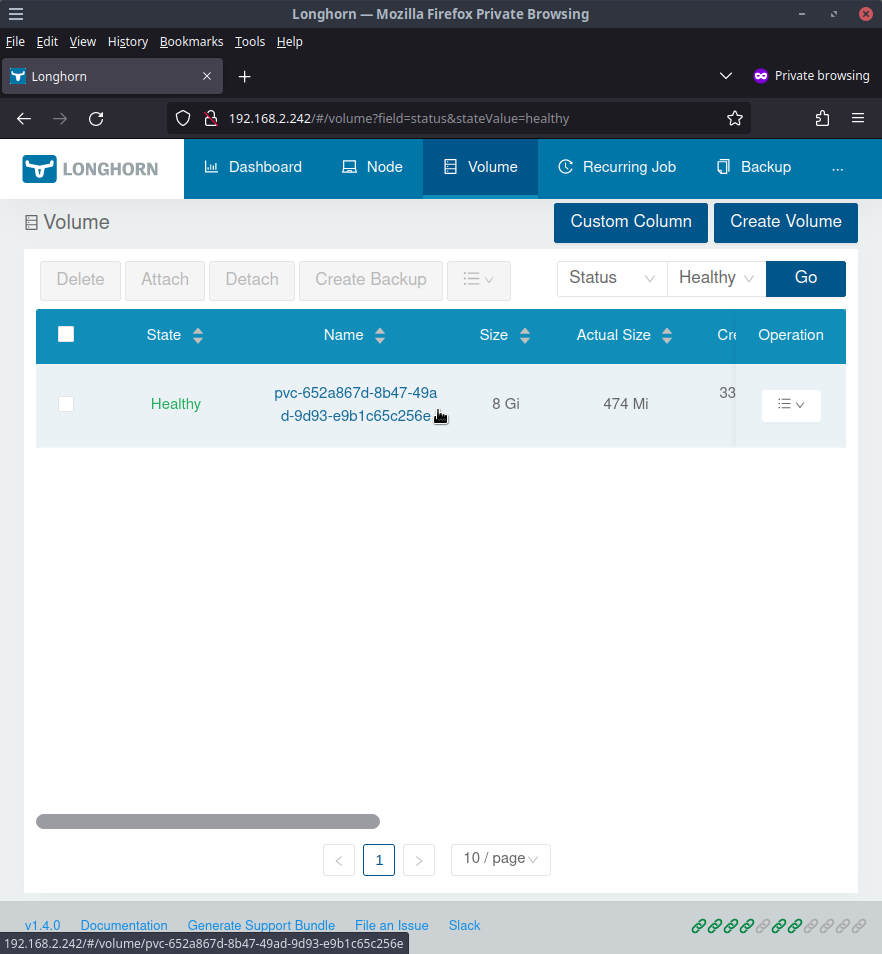 Longhorn — Mozilla Firefox Private Browsing
File Edit View History Bookmarks Tools Help
Longhorn
Private browsing
192.168.2.242/#/volume?field=status&stateValue=healthy
LONGHORN
Dashboard Node Volume Recurring Job Backup ...
Volume
Custom Column Create Volume
Delete Attach Detach Create Backup Status Healthy Go
State Name Size Actual Size Cre Operation
Healthy pvc-652a867d-8b47-49a 8 Gi 474 Mi 33
d-9d93-e9b1c65c256e
< 1 > 10 / page
v1.4.0 Documentation Generate Support Bundle File an Issue Slack
192.168.2.242/#/volume/pvc-652a867d-8b47-49ad-9d93-e9b1c65c256e